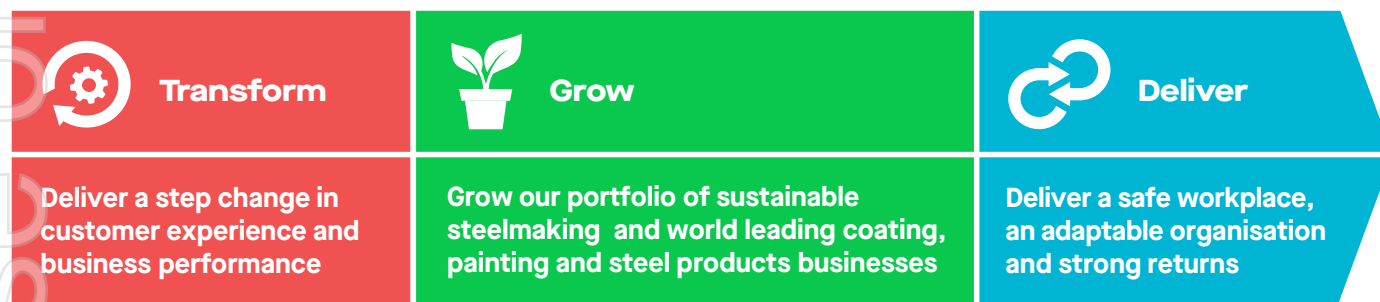 Transform
Grow
Deliver
Deliver a step change in
customer experience and
business performance
Grow our portfolio of sustainable
steelmaking and world leading coating,
painting and steel products businesses
Deliver a safe workplace,
an adaptable organisation
and strong returns